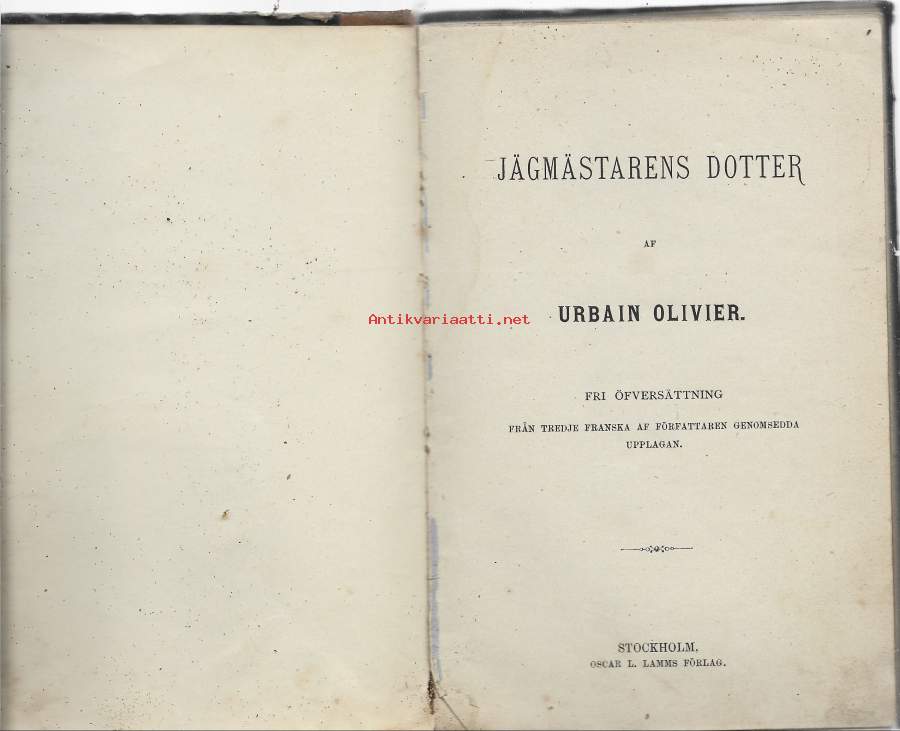 JÄGMÄSTARENS DOTTER
AF
URBAIN OLIVIER.
Antikvariaatti.net
FRI ÖFVERSÄTTNING
FRÅN TREDJE FRANSKA AF FÖRFATTAREN GENOMSEDDA
UPPLAGAN.
STOCKHOLM,
OSCAR L. LAMMS FÖRLAG.